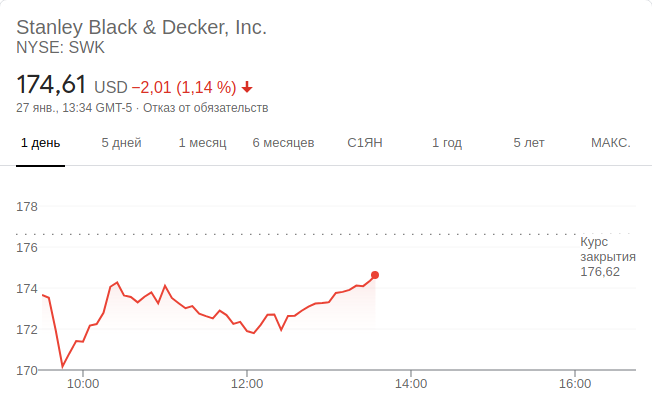 Stanley Black & Decker, Inc.
NYSE: SWK
174,61 USD −2,01 (1,14 %)
27 янв., 13:34 GMT-5 · Отказ от обязательств
1 день 5 дней 1 месяц 6 месяцев С1ЯН 1 год 5 лет МАКС.
178
176
174
172
170
Курс
закрытия
176,62
10:00 12:00 14:00 16:00